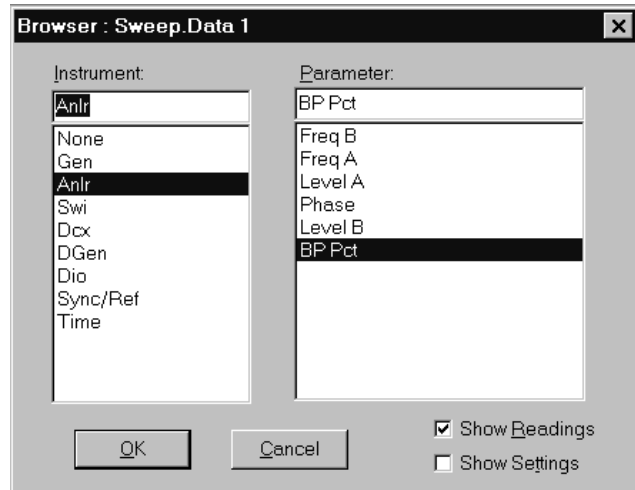 Browser : Sweep.Data 1
Instrument:
Anlr
None
Gen
Anlr
Swi
Dcx
DGen
Dio
Sync/Ref
Time
Parameter:
BP Pct
Freq B
Freq A
Level A
Phase
Level B
BP Pct
Show Readings
Show Settings
OK
Cancel